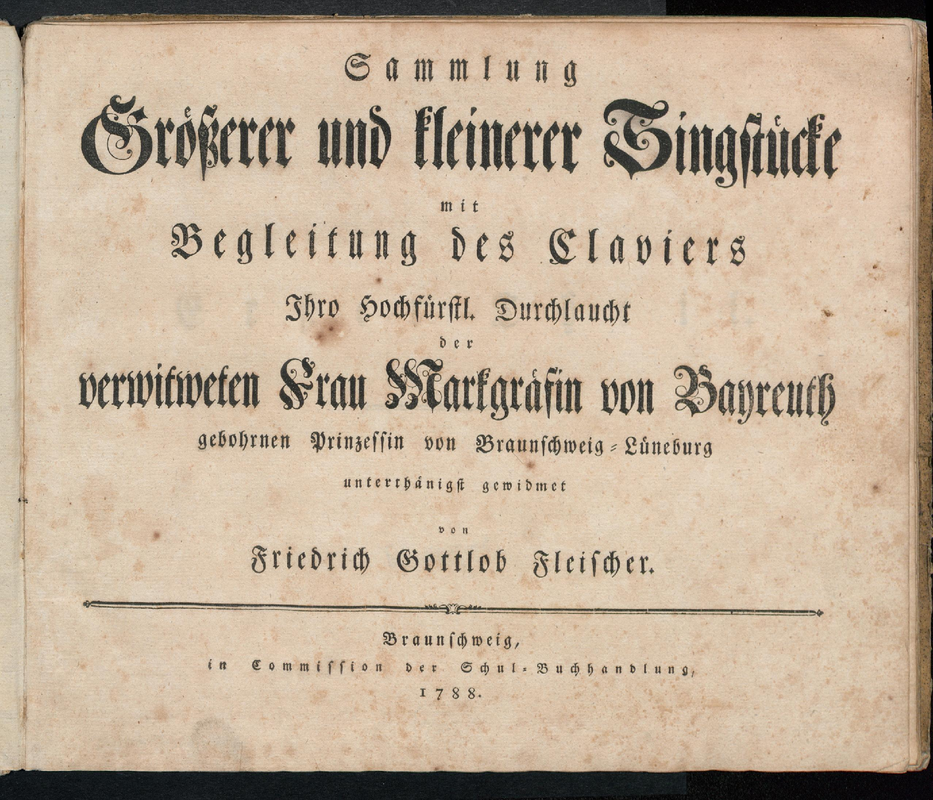 Sammlung
Größerer und kleinerer Singstücke
mit
Begleitung des Claviers
Ihro Hochfürstl. Durchlaucht
der
verwitweten Frau Markgräfin von Bayreuth
gebohrnen Prinzessin von Braunschweig-Lüneburg
unterthänigst gewidmet
von
Friedrich Gottlob Fleischer.
Braunschweig,
in Commission der Schul-Buchhandlung,
1788.